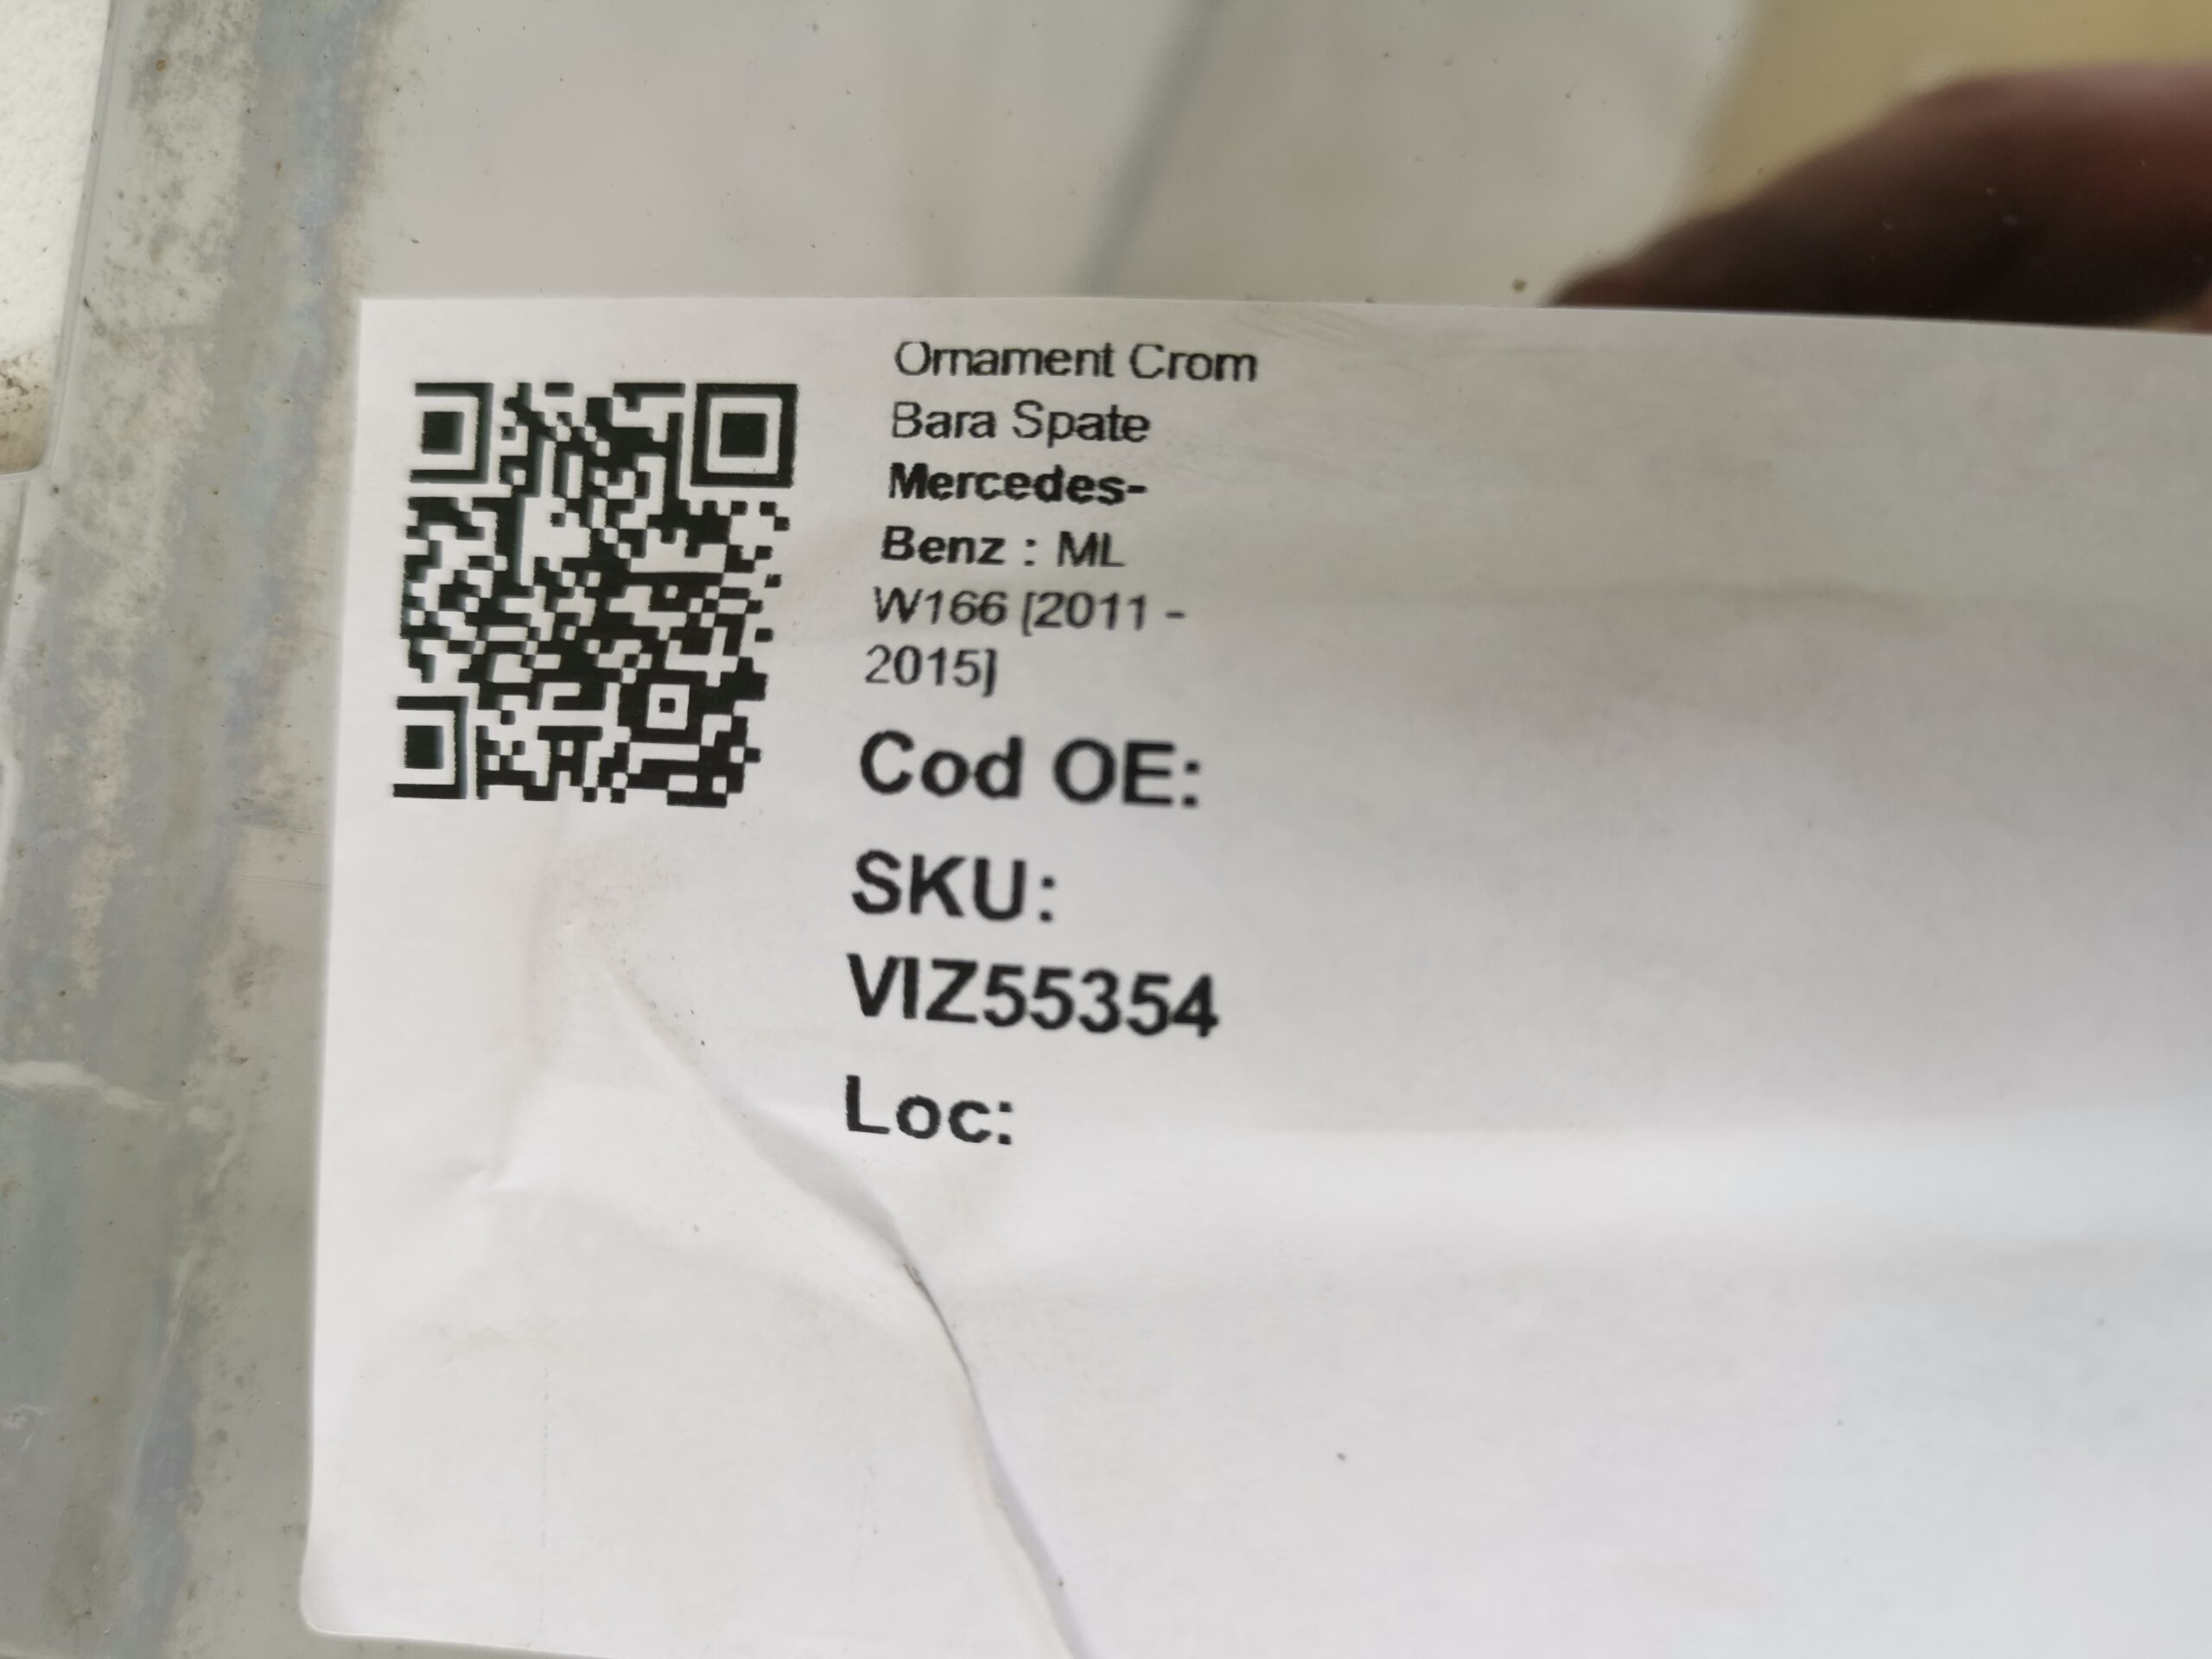 Ornament Crom
Bara Spate
Mercedes-
Benz : ML
W166 [2011 -
2015]
Cod OE:
SKU:
VIZ55354
Loc: